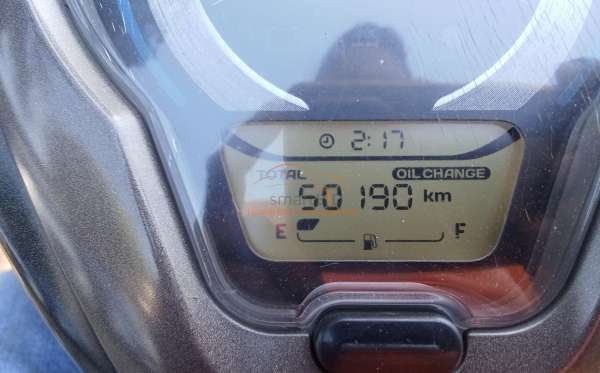 2:17
TOTAL OIL CHANGE
50190 km
E F